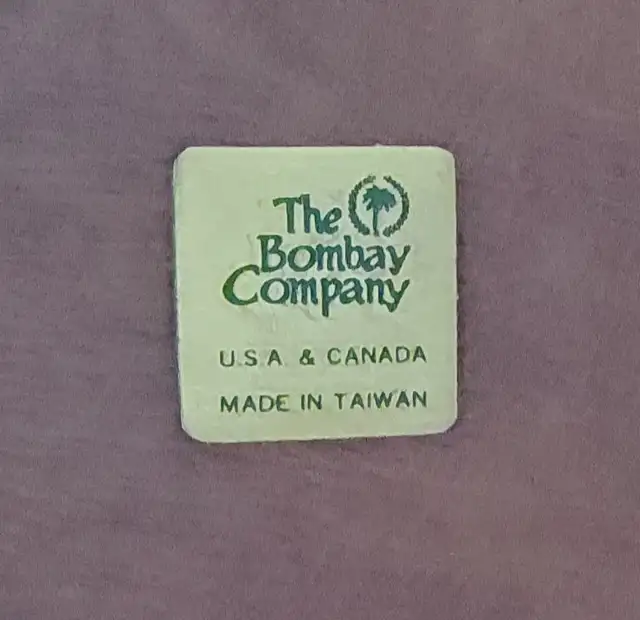 The
Bombay
Company
U.S.A & CANADA
MADE IN TAIWAN